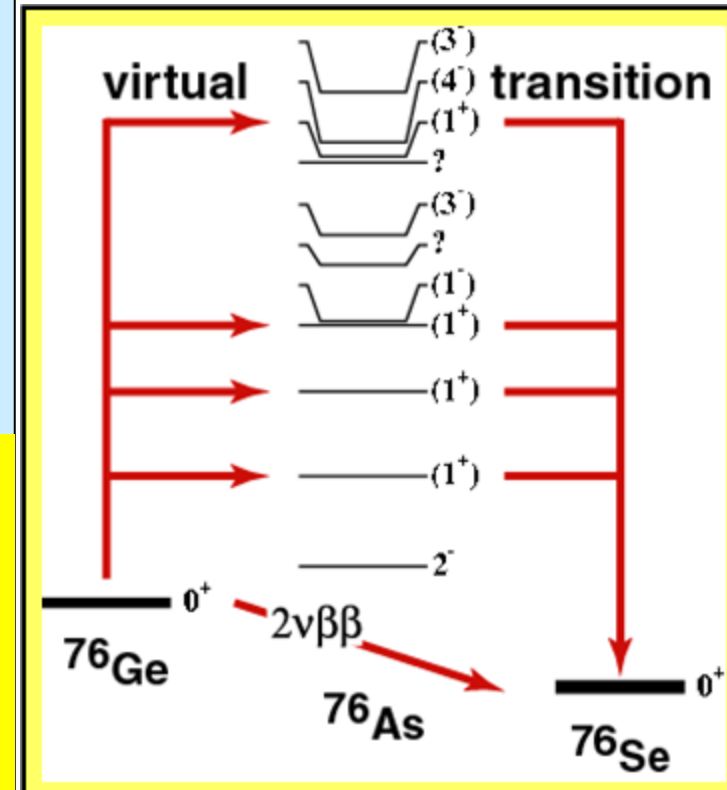 (3⁻)
virtual (4⁻) transition
(1⁺)
?
(3⁻)
?
(1⁻)
(1⁺)
(1⁺)
(1⁺)
2⁻
0⁺
2νββ
⁷⁶Ge
0⁺
⁷⁶As
⁷⁶Se